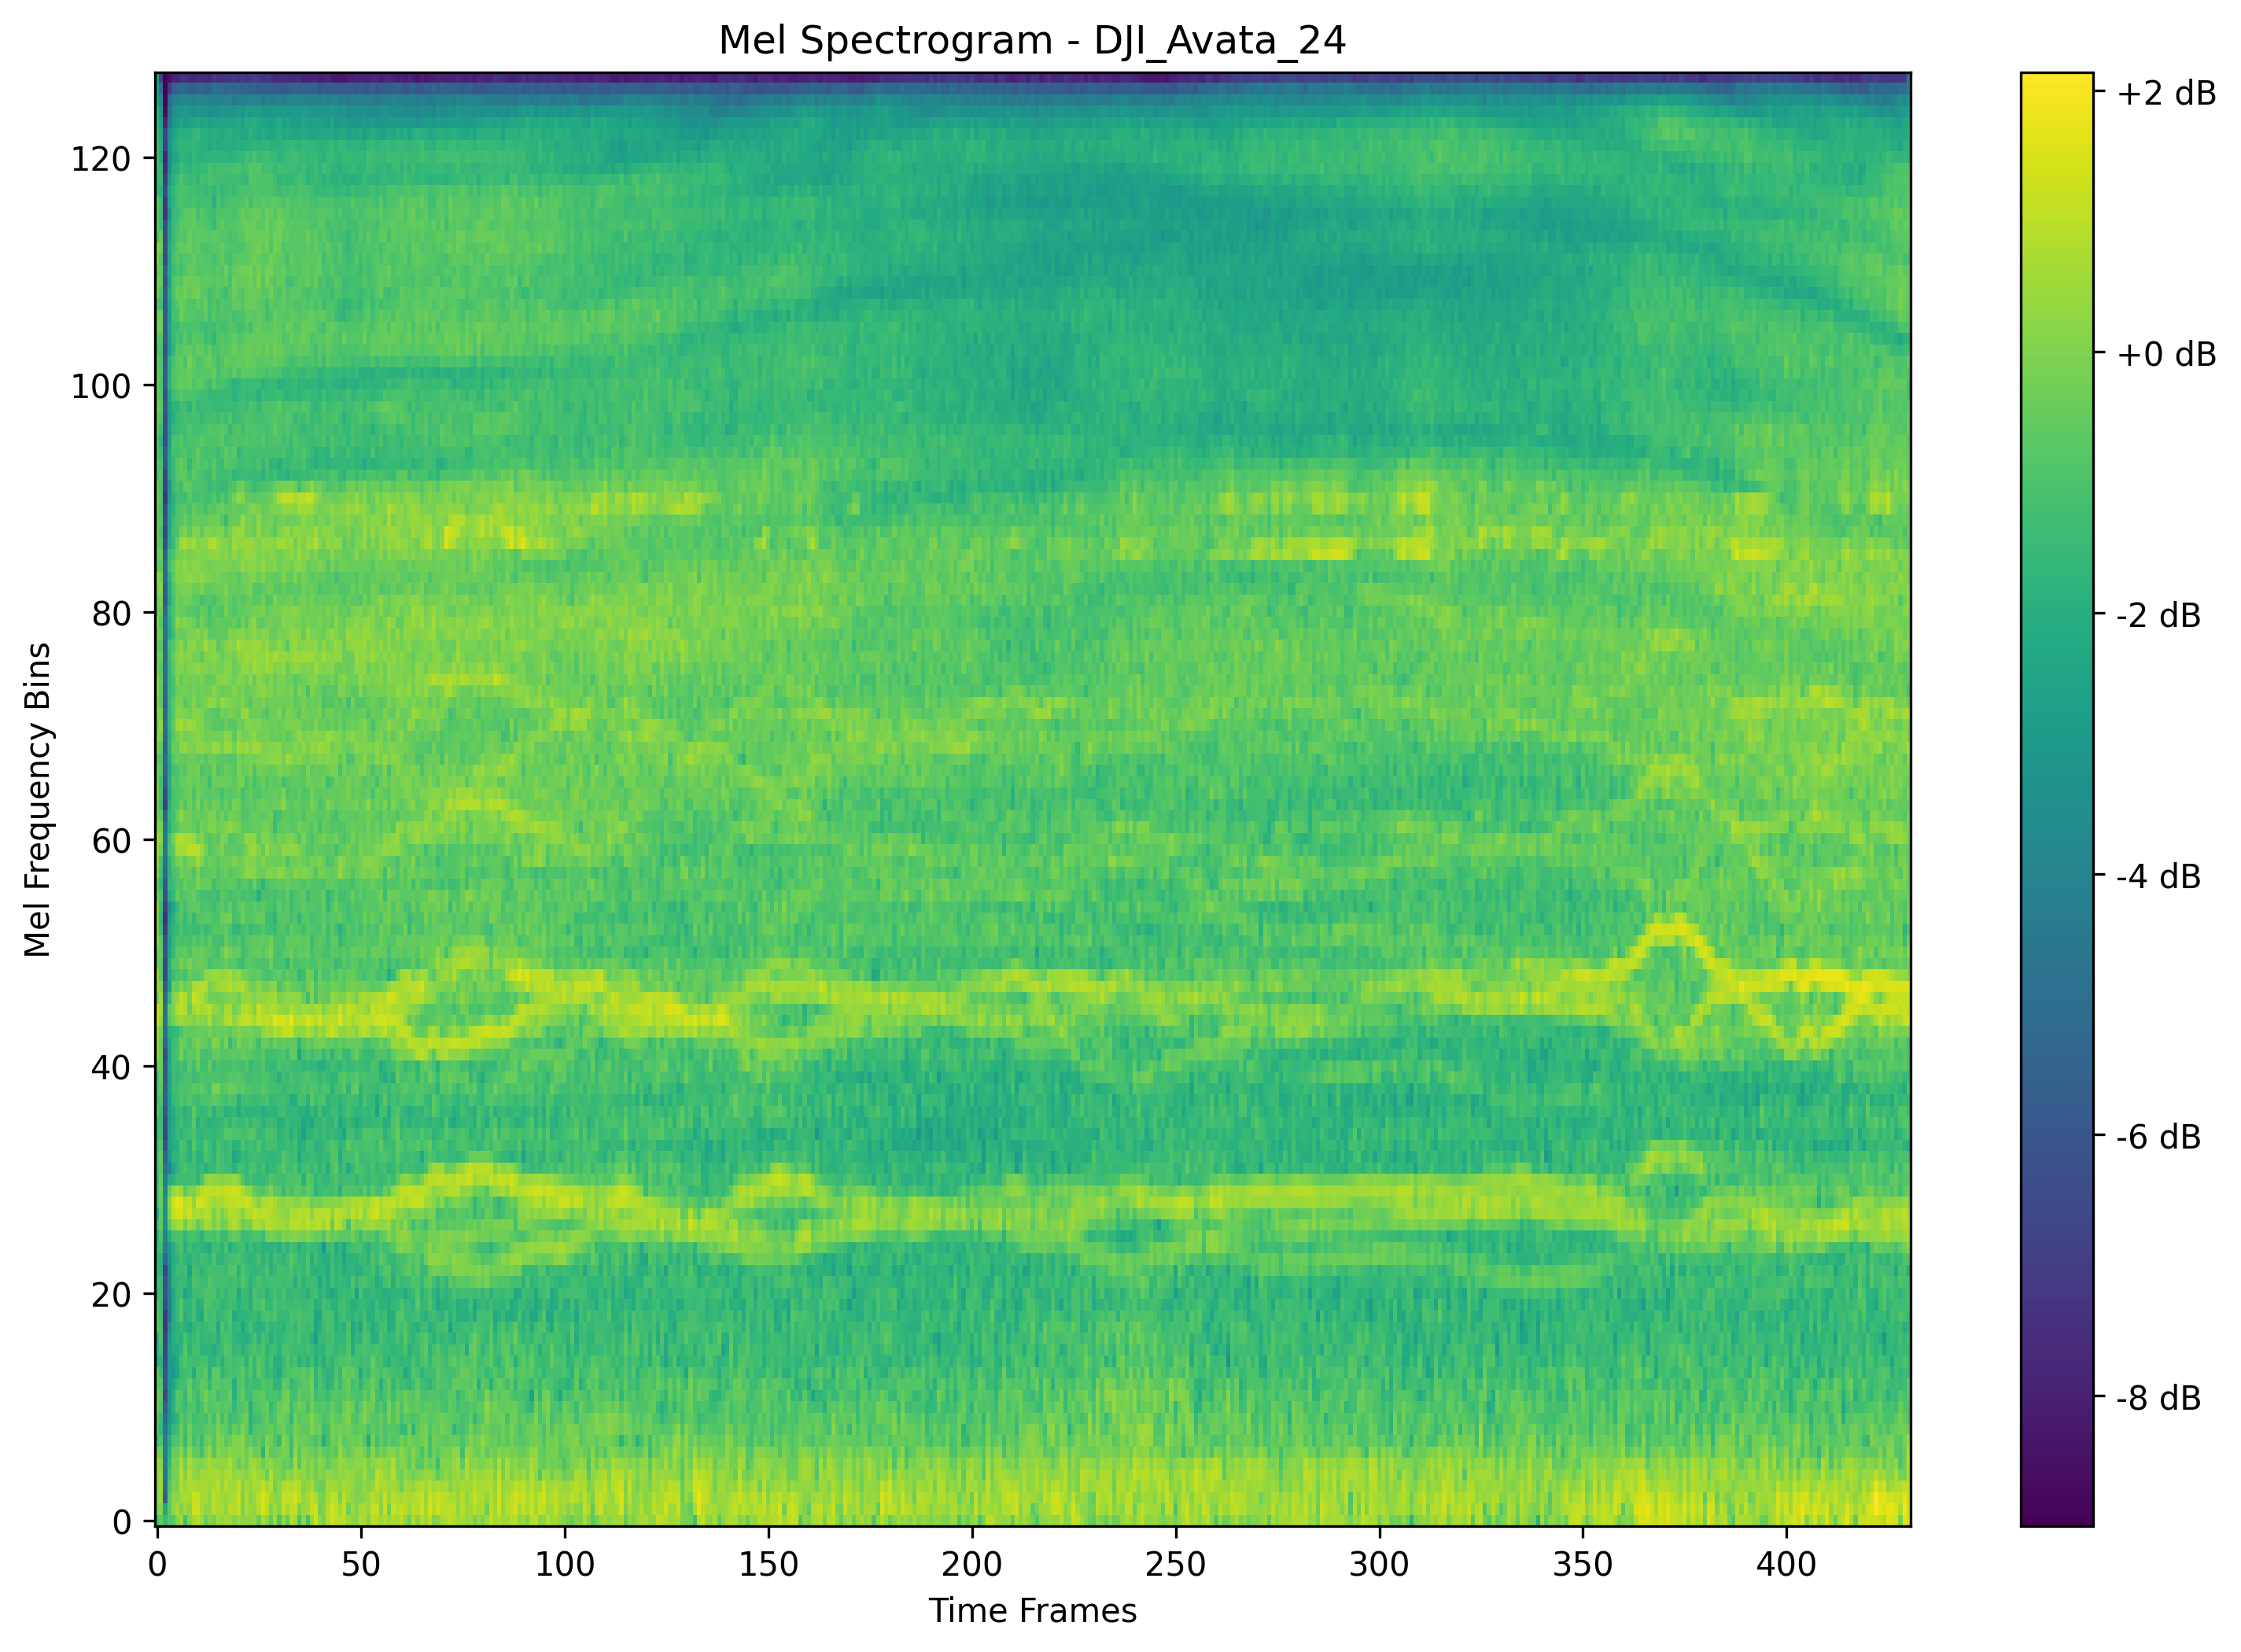 Mel Spectrogram - DJI_Avata_24
+2 dB
+0 dB
-2 dB
-4 dB
-6 dB
-8 dB
Mel Frequency Bins
120
100
80
60
40
20
0
0 50 100 150 200 250 300 350 400
Time Frames